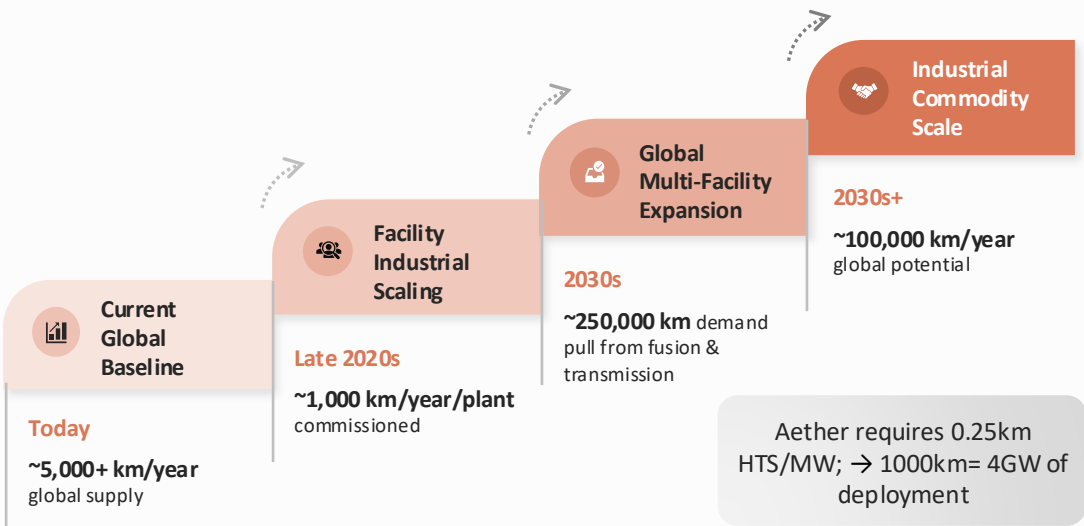 Current
Global
Baseline
Today
~5,000+ km/year
global supply
Facility
Industrial
Scaling
Late 2020s
~1,000 km/year/plant
commissioned
Global
Multi-Facility
Expansion
2030s
~250,000 km demand
pull from fusion &
transmission
Industrial
Commodity
Scale
2030s+
~100,000 km/year
global potential
Aether requires 0.25km
HTS/MW; → 1000km= 4GW of
deployment